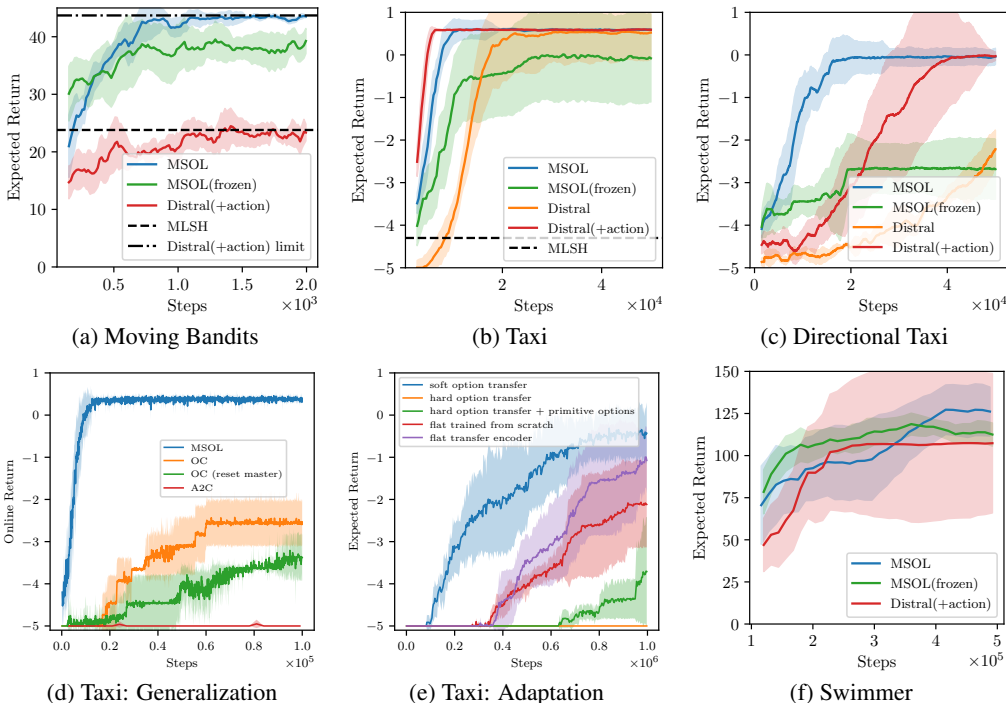 40
30
20
10
0
Expected Return
MSOL
MSOL(frozen)
Distral(+action)
MLSH
Distral(+action) limit
0.5 1.0 1.5 2.0
Steps ×10³
(a) Moving Bandits
1
0
−1
−2
−3
−4
−5
Expected Return
MSOL
MSOL(frozen)
Distral
Distral(+action)
MLSH
2 4
Steps ×10⁴
(b) Taxi
1
0
−1
−2
−3
−4
−5
Expected Return
MSOL
MSOL(frozen)
Distral
Distral(+action)
0 2 4
Steps ×10⁴
(c) Directional Taxi
1
0
−1
−2
−3
−4
−5
Online Return
MSOL
OC
OC (reset master)
A2C
0.0 0.2 0.4 0.6 0.8 1.0
Steps ×10⁵
(d) Taxi: Generalization
1
0
−1
−2
−3
−4
−5
Expected Return
soft option transfer
hard option transfer
hard option transfer + primitive options
flat trained from scratch
flat transfer encoder
0.0 0.2 0.4 0.6 0.8 1.0
Steps ×10⁶
(e) Taxi: Adaptation
150
125
100
75
50
25
0
Expected Return
MSOL
MSOL(frozen)
Distral(+action)
1 2 3 4 5
Steps ×10⁵
(f) Swimmer